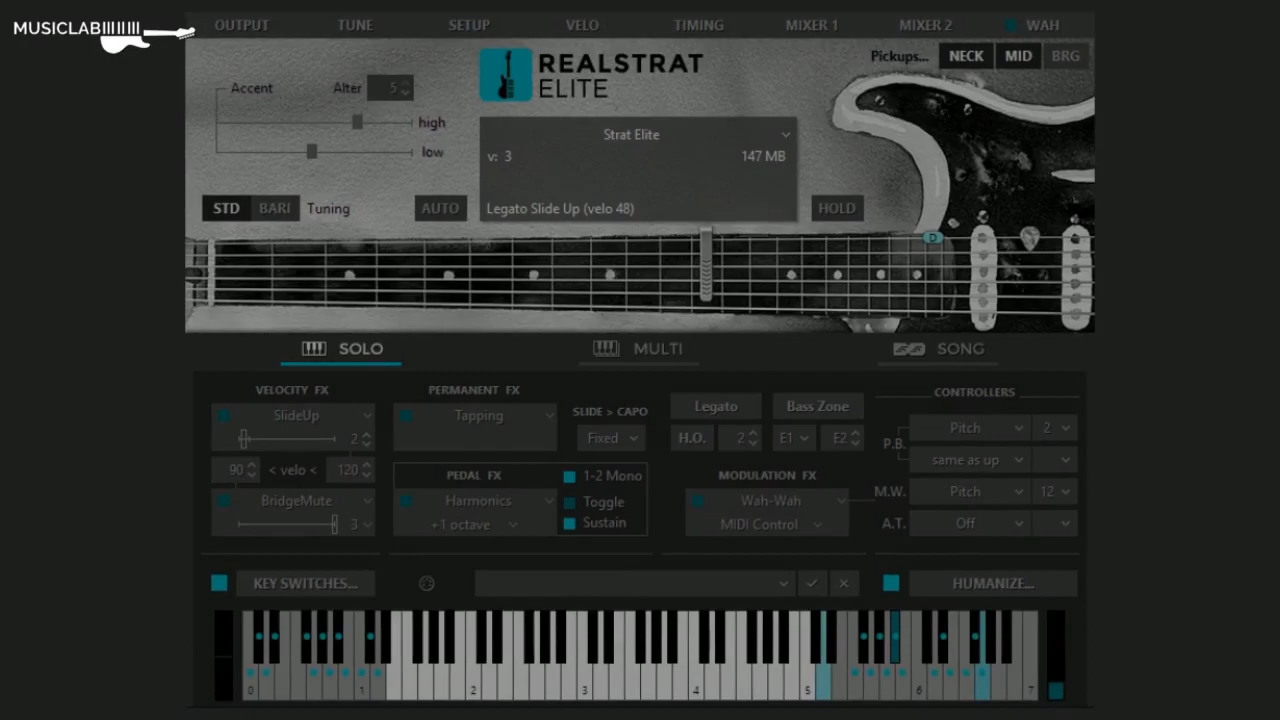 MUSICLAB
OUTPUT TUNE SETUP VELO TIMING MIXER 1 MIXER 2 WAH
Pickups... NECK MID BRG
REALSTRAT
ELITE
Accent Alter 5
high
low
Strat Elite
v: 3 147 MB
STD BARI Tuning AUTO Legato Slide Up (velo 48) HOLD
D
SOLO MULTI SONG
VELOCITY FX PERMANENT FX CONTROLLERS
SlideUp Tapping SLIDE > CAPO Legato Bass Zone Pitch 2
2 Fixed H.O. 2 E1 E2 P.B.
same as up
90 < velo < 120 PEDAL FX 1-2 Mono MODULATION FX
BridgeMute Harmonics Toggle Wah-Wah M.W. Pitch 12
3 +1 octave Sustain MIDI Control A.T. Off
KEY SWITCHES... HUMANIZE...
0 1 2 3 4 5 6 7